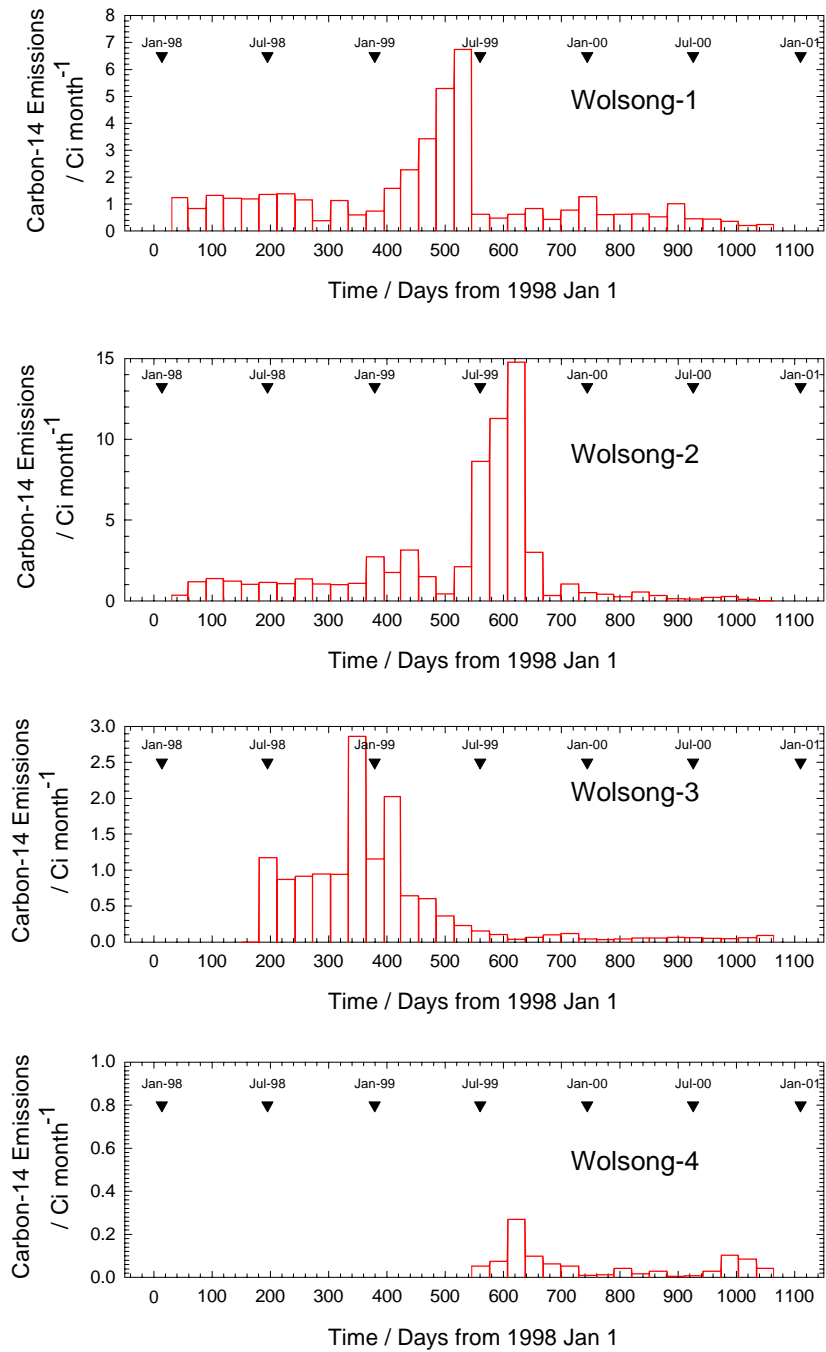 8
7
6
5
4
3
2
1
0
Carbon-14 Emissions
/ Ci month⁻¹
Jan-98 Jul-98 Jan-99 Jul-99 Jan-00 Jul-00 Jan-01
Wolsong-1
0 100 200 300 400 500 600 700 800 900 1000 1100
Time / Days from 1998 Jan 1
15
10
5
0
Carbon-14 Emissions
/ Ci month⁻¹
Jan-98 Jul-98 Jan-99 Jul-99 Jan-00 Jul-00 Jan-01
Wolsong-2
0 100 200 300 400 500 600 700 800 900 1000 1100
Time / Days from 1998 Jan 1
3.0
2.5
2.0
1.5
1.0
0.5
0.0
Carbon-14 Emissions
/ Ci month⁻¹
Jan-98 Jul-98 Jan-99 Jul-99 Jan-00 Jul-00 Jan-01
Wolsong-3
0 100 200 300 400 500 600 700 800 900 1000 1100
Time / Days from 1998 Jan 1
1.0
0.8
0.6
0.4
0.2
0.0
Carbon-14 Emissions
/ Ci month⁻¹
Jan-98 Jul-98 Jan-99 Jul-99 Jan-00 Jul-00 Jan-01
Wolsong-4
0 100 200 300 400 500 600 700 800 900 1000 1100
Time / Days from 1998 Jan 1